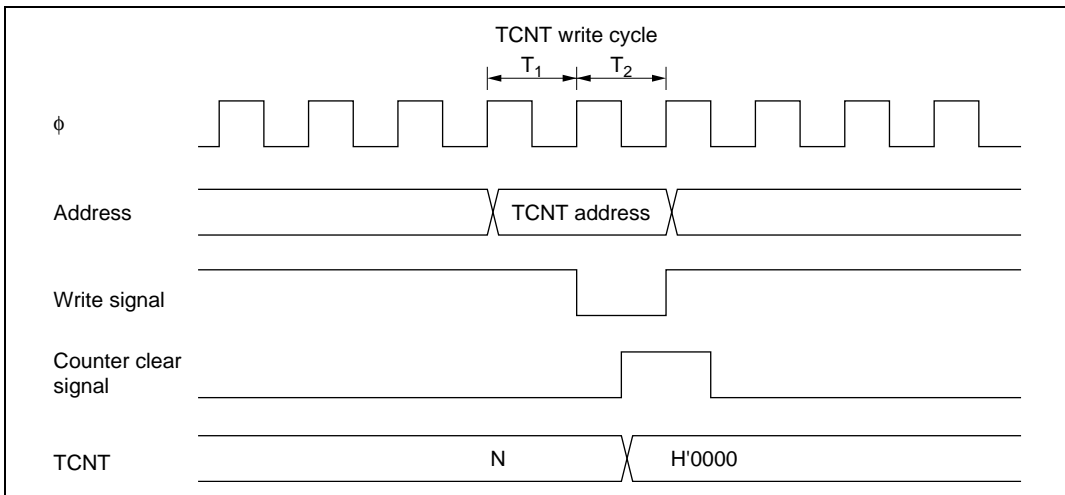 TCNT write cycle
T₁ T₂
ϕ
Address TCNT address
Write signal
Counter clear
signal
TCNT N H'0000